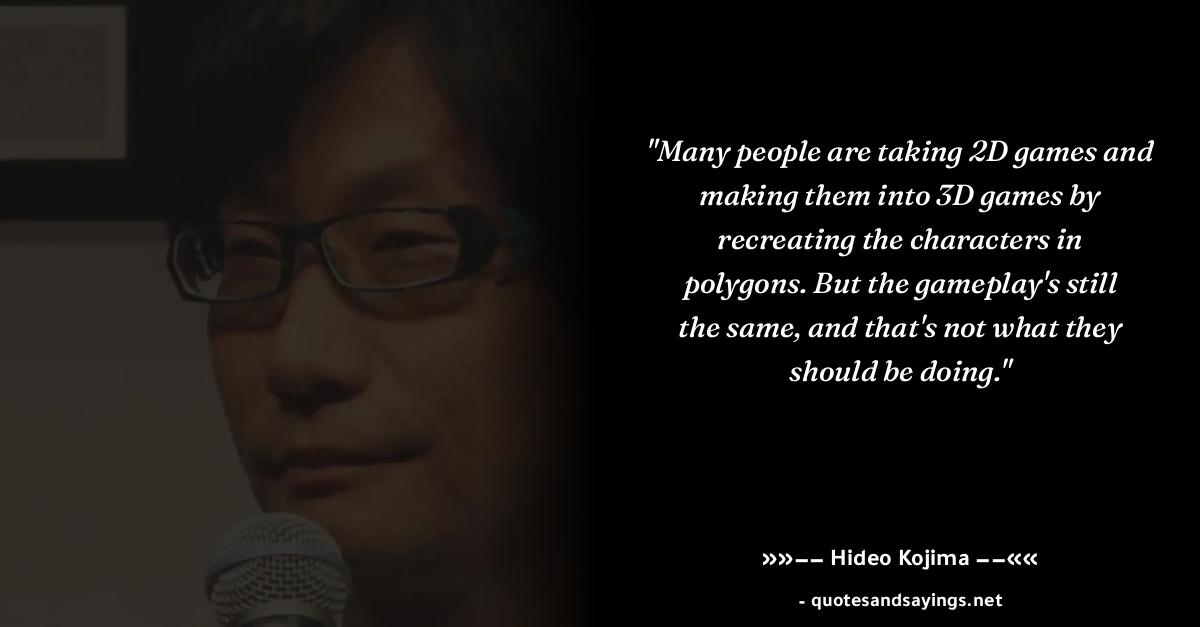 "Many people are taking 2D games and
making them into 3D games by
recreating the characters in
polygons. But the gameplay's still
the same, and that's not what they
should be doing."
»»–– Hideo Kojima ––««
- quotesandsayings.net